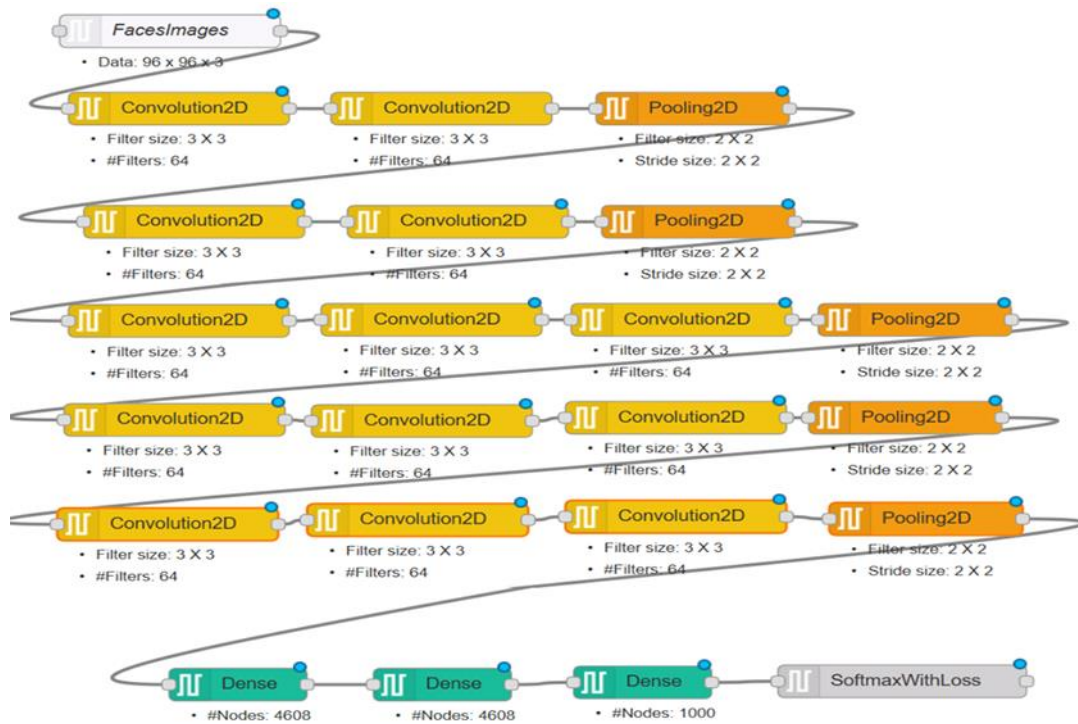 FacesImages
• Data: 96 x 96 x 3
Convolution2D Convolution2D Pooling2D
• Filter size: 3 X 3 • Filter size: 3 X 3 • Filter size: 2 X 2
• #Filters: 64 • #Filters: 64 • Stride size: 2 X 2
Convolution2D Convolution2D Pooling2D
• Filter size: 3 X 3 • Filter size: 3 X 3 • Filter size: 2 X 2
• #Filters: 64 • #Filters: 64 • Stride size: 2 X 2
Convolution2D Convolution2D Convolution2D Pooling2D
• Filter size: 3 X 3 • Filter size: 3 X 3 • Filter size: 3 X 3 • Filter size: 2 X 2
• #Filters: 64 • #Filters: 64 • #Filters: 64 • Stride size: 2 X 2
Convolution2D Convolution2D Convolution2D Pooling2D
• Filter size: 3 X 3 • Filter size: 3 X 3 • Filter size: 3 X 3 • Filter size: 2 X 2
• #Filters: 64 • #Filters: 64 • #Filters: 64 • Stride size: 2 X 2
Convolution2D Convolution2D Convolution2D Pooling2D
• Filter size: 3 X 3 • Filter size: 3 X 3 • Filter size: 3 X 3 • Filter size: 2 X 2
• #Filters: 64 • #Filters: 64 • #Filters: 64 • Stride size: 2 X 2
Dense Dense Dense SoftmaxWithLoss
• #Nodes: 4608 • #Nodes: 4608 • #Nodes: 1000